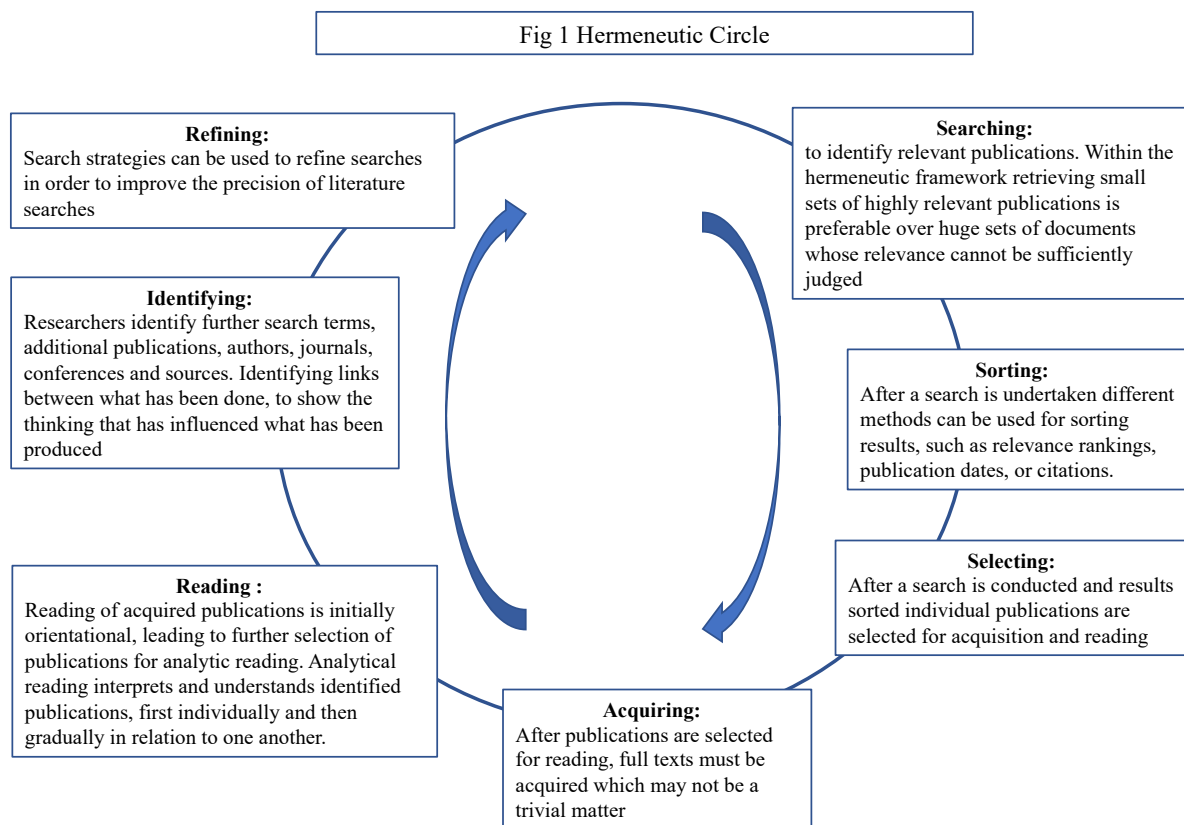 Fig 1 Hermeneutic Circle
Searching:
to identify relevant publications. Within the
hermeneutic framework retrieving small
sets of highly relevant publications is
preferable over huge sets of documents
whose relevance cannot be sufficiently
judged
Sorting:
After a search is undertaken different
methods can be used for sorting
results, such as relevance rankings,
publication dates, or citations.
Selecting:
After a search is conducted and results
sorted individual publications are
selected for acquisition and reading
Acquiring:
After publications are selected
for reading, full texts must be
acquired which may not be a
trivial matter
Reading :
Reading of acquired publications is initially
orientational, leading to further selection of
publications for analytic reading. Analytical
reading interprets and understands identified
publications, first individually and then
gradually in relation to one another.
Identifying:
Researchers identify further search terms,
additional publications, authors, journals,
conferences and sources. Identifying links
between what has been done, to show the
thinking that has influenced what has been
produced
Refining:
Search strategies can be used to refine searches
in order to improve the precision of literature
searches